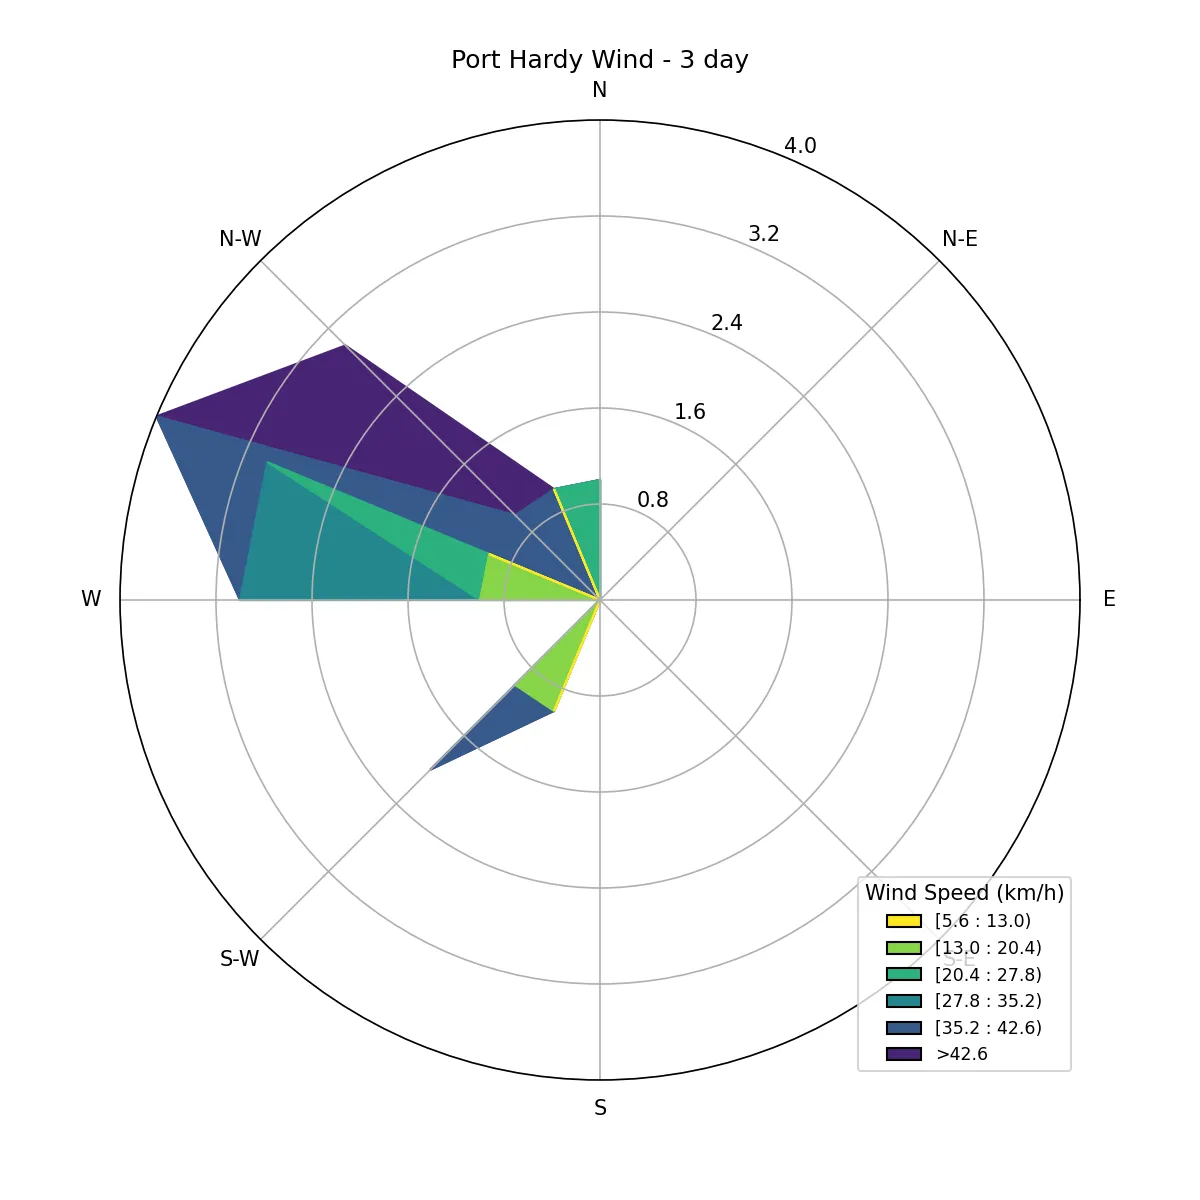 Port Hardy Wind - 3 day
N
4.0
N-W
N-E
3.2
2.4
1.6
0.8
W
E
S-W
S-E
S
Wind Speed (km/h)
[5.6 : 13.0)
[13.0 : 20.4)
[20.4 : 27.8)
[27.8 : 35.2)
[35.2 : 42.6)
>42.6